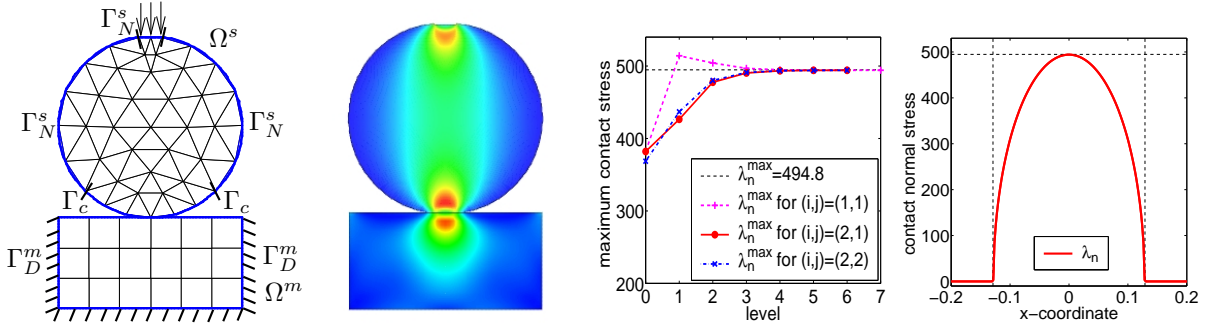 Γ_N^s
Ω^s
Γ_N^s
Γ_N^s
Γ_c
Γ_c
Γ_D^m
Γ_D^m
Ω^m
maximum contact stress
500
400
300
200
0 1 2 3 4 5 6 7
level
λ_n^max=494.8
λ_n^max for (i,j)=(1,1)
λ_n^max for (i,j)=(2,1)
λ_n^max for (i,j)=(2,2)
contact normal stress
500
400
300
200
100
0
−0.2 −0.1 0 0.1 0.2
x−coordinate
λ_n